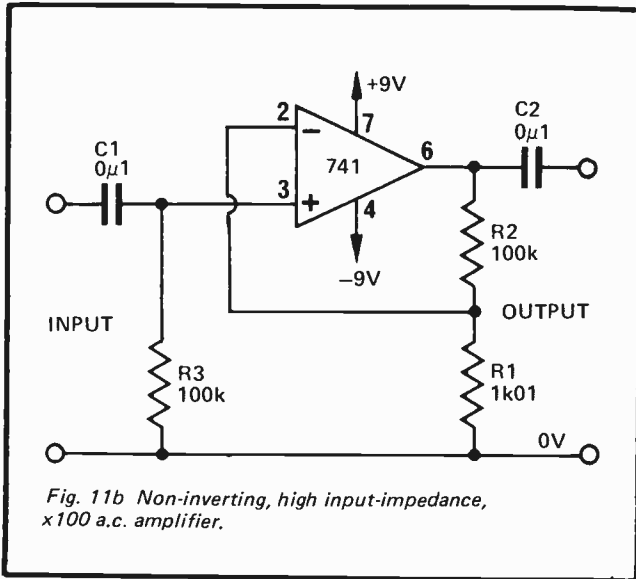 +9V
C2
0µ1
2
7
C1
0µ1
741
6
3
4
R2
100k
−9V
INPUT
OUTPUT
R3
100k
R1
1k01
0V
Fig. 11b Non-inverting, high input-impedance,
x100 a.c. amplifier.